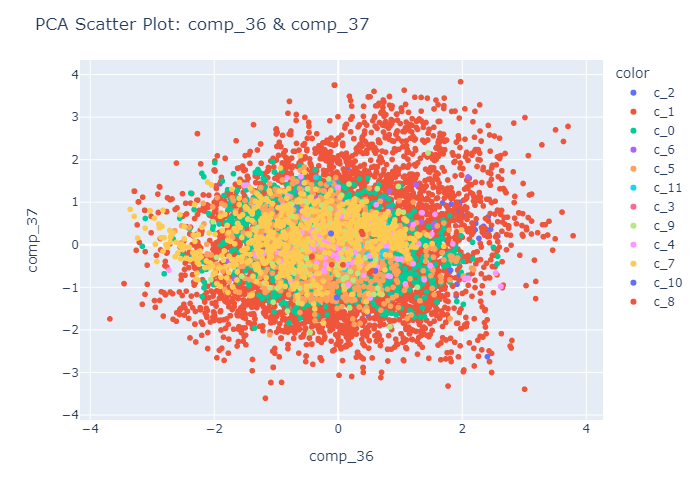 PCA Scatter Plot: comp_36 & comp_37
color
c_2
c_1
c_0
c_6
c_5
c_11
c_3
c_9
c_4
c_7
c_10
c_8
4
3
2
1
0
−1
−2
−3
−4
comp_37
−4 −2 0 2 4
comp_36